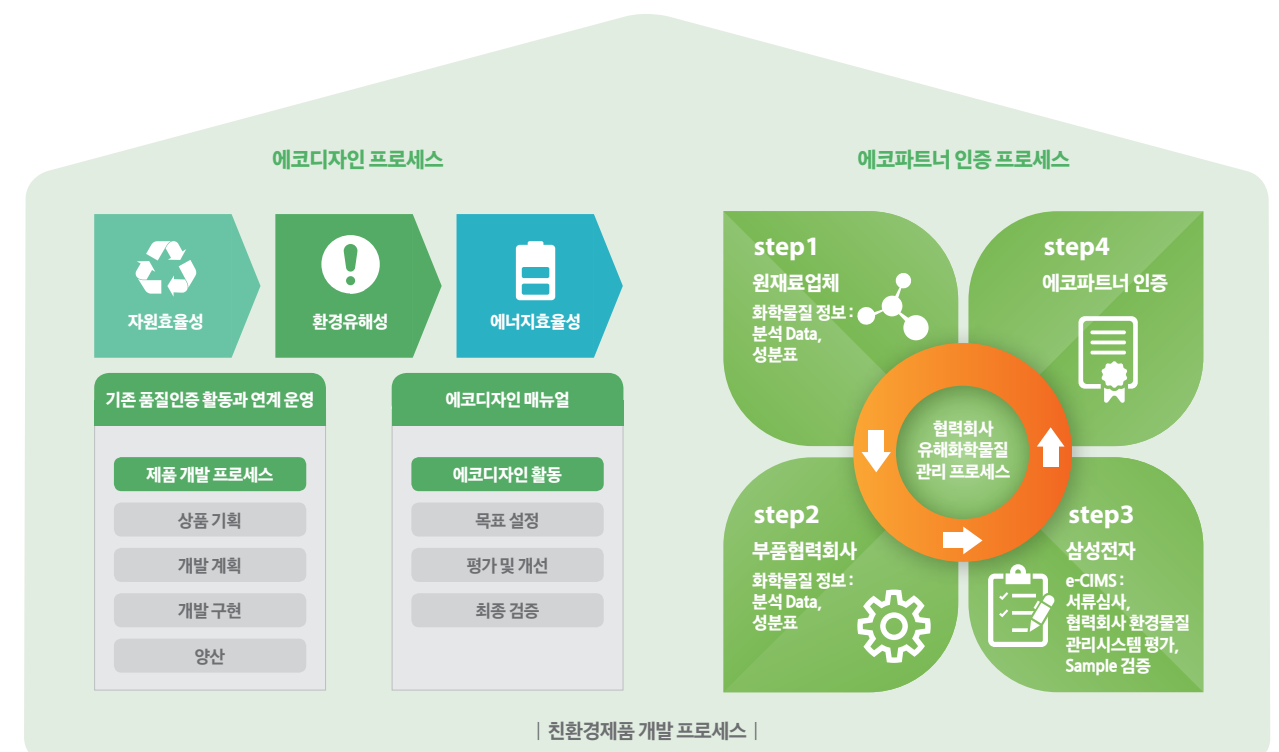 에코디자인 프로세스
자원효율성
환경유해성
에너지효율성
기존 품질인증 활동과 연계 운영
제품 개발 프로세스
상품 기획
개발 계획
개발 구현
양산
에코디자인 매뉴얼
에코디자인 활동
목표 설정
평가 및 개선
최종 검증
에코파트너 인증 프로세스
step1
원재료업체
화학물질 정보 :
분석 Data,
성분표
step2
부품협력회사
화학물질 정보 :
분석 Data,
성분표
step3
삼성전자
e-CIMS :
서류심사,
협력회사 환경물질
관리시스템 평가,
Sample 검증
step4
에코파트너 인증
협력회사
유해화학물질
관리 프로세스
| 친환경제품 개발 프로세스 |